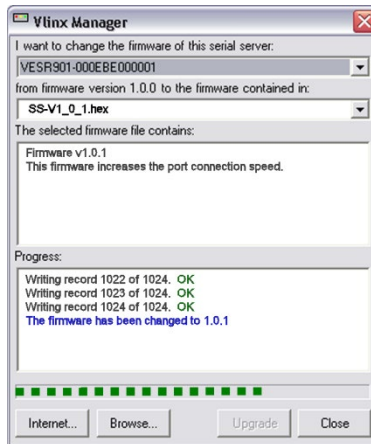 Vlinx Manager
I want to change the firmware of this serial server:
VESR901-000EBE000001
from firmware version 1.0.0 to the firmware contained in:
SS-V1_0_1.hex
The selected firmware file contains:
Firmware v1.0.1
This firmware increases the port connection speed.
Progress:
Writing record 1022 of 1024. OK
Writing record 1023 of 1024. OK
Writing record 1024 of 1024. OK
The firmware has been changed to 1.0.1
Internet... Browse... Upgrade Close